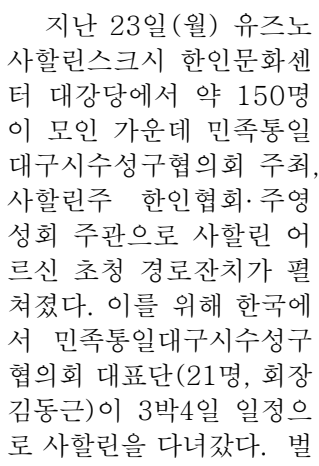 지난 23일(월) 유즈노
사할린스크시 한인문화센
터 대강당에서 약 150명
이 모인 가운데 민족통일
대구시수성구협의회 주최,
사할린주 한인협회·주영
성회 주관으로 사할린 어
르신 초청 경로잔치가 펼
쳐졌다. 이를 위해 한국에
서 민족통일대구시수성구
협의회 대표단(21명, 회장
김동근)이 3박4일 일정으
로 사할린을 다녀갔다. 벌